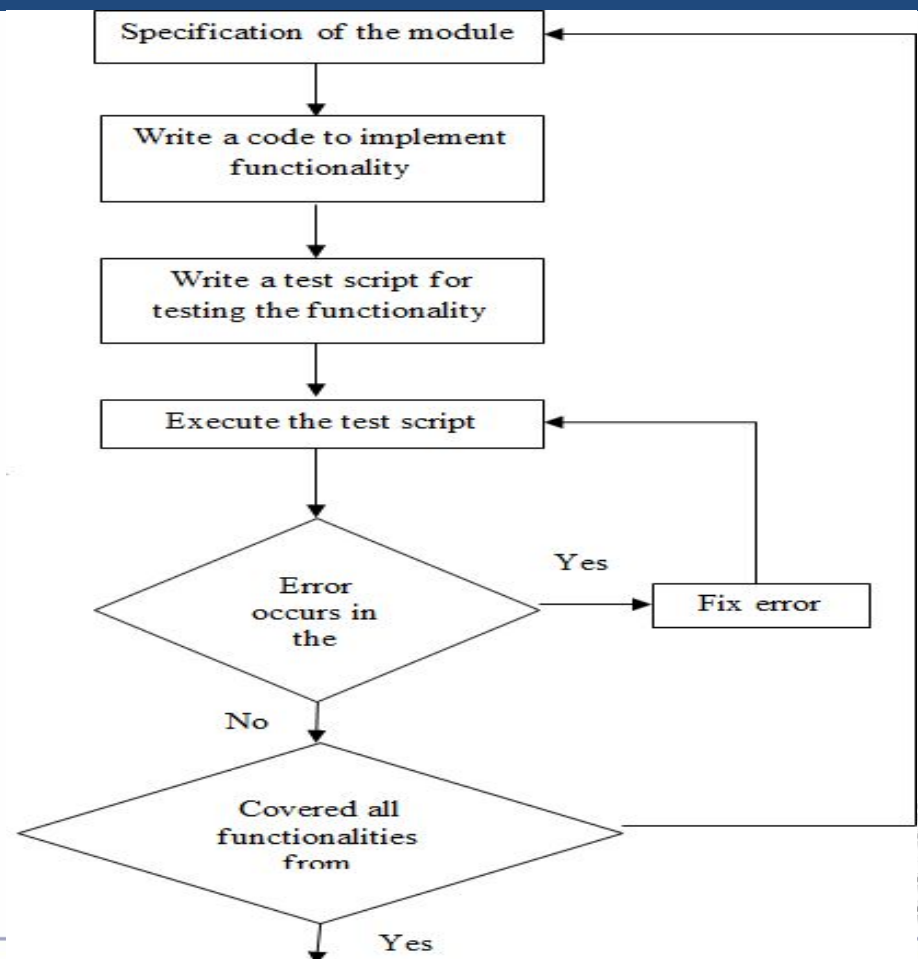 Specification of the module
Write a code to implement
functionality
Write a test script for
testing the functionality
Execute the test script
Error
occurs in
the
Yes
Fix error
No
Covered all
functionalities
from
Yes